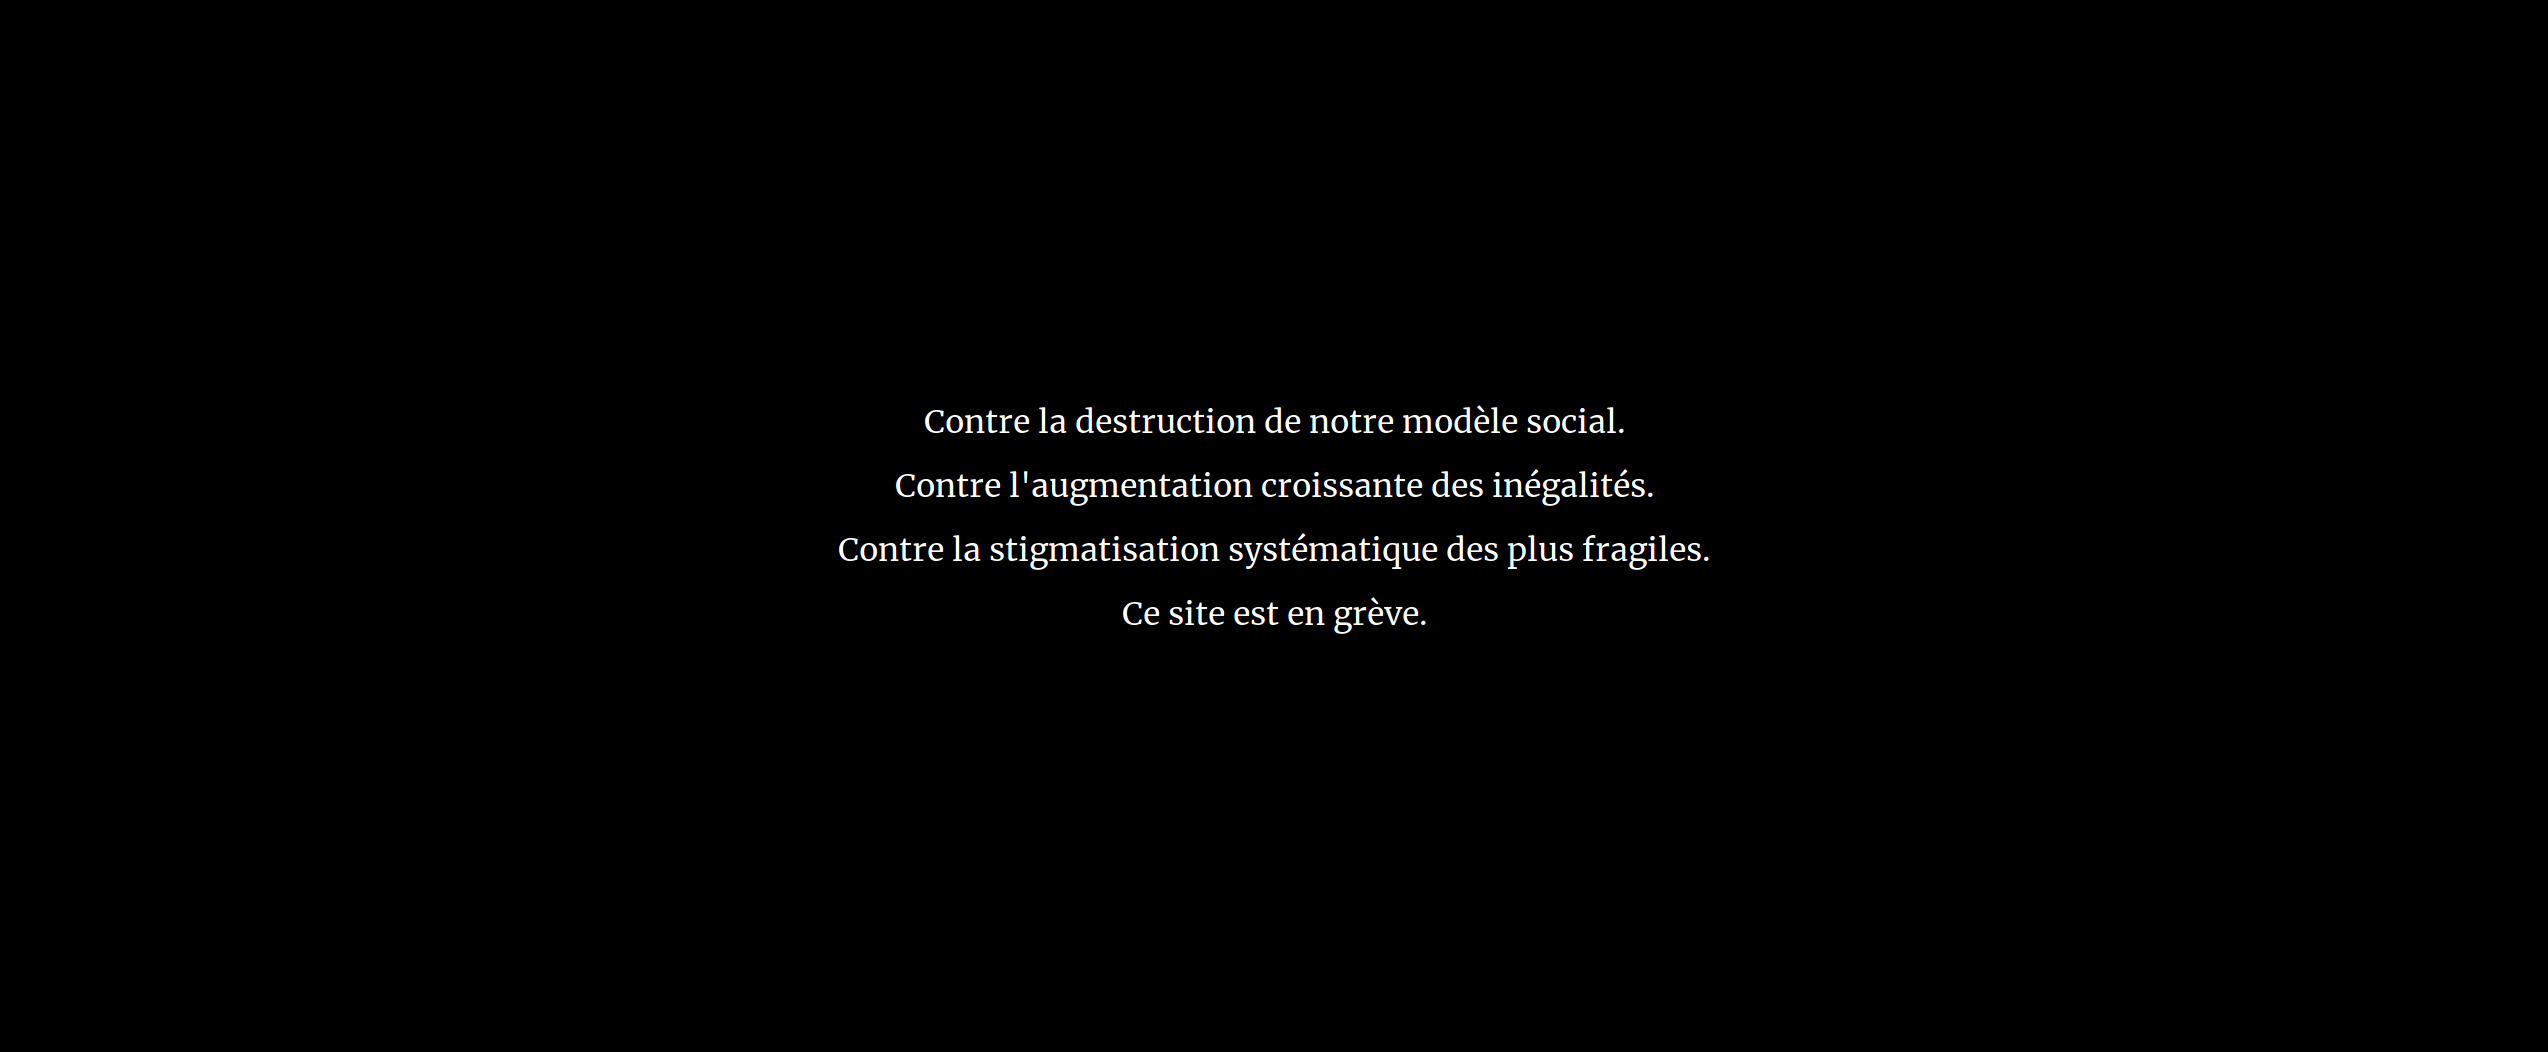 Contre la destruction de notre modèle social.
Contre l'augmentation croissante des inégalités.
Contre la stigmatisation systématique des plus fragiles.
Ce site est en grève.